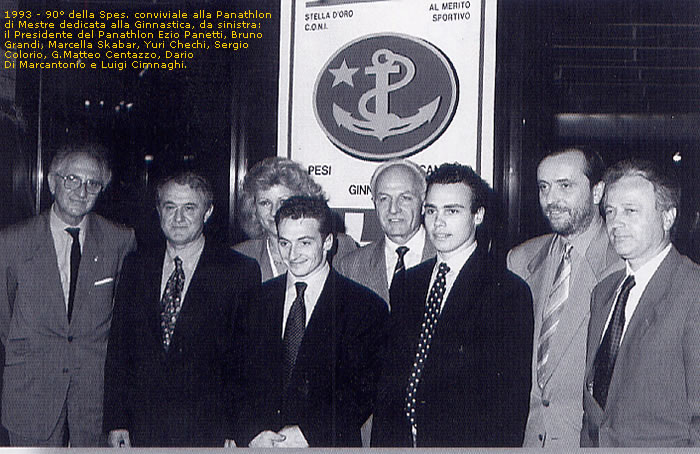 1993 - 90° della Spes, conviviale alla Panathlon
di Mestre dedicata alla Ginnastica, da sinistra:
il Presidente del Panathlon Ezio Panetti, Bruno
Grandi, Marcella Skabar, Yuri Chechi, Sergio
Colorio, G.Matteo Centazzo, Dario
Di Marcantonio e Luigi Cimnaghi.
STELLA D'ORO AL MERITO
C.O.N.I. SPORTIVO
PESI
GINN